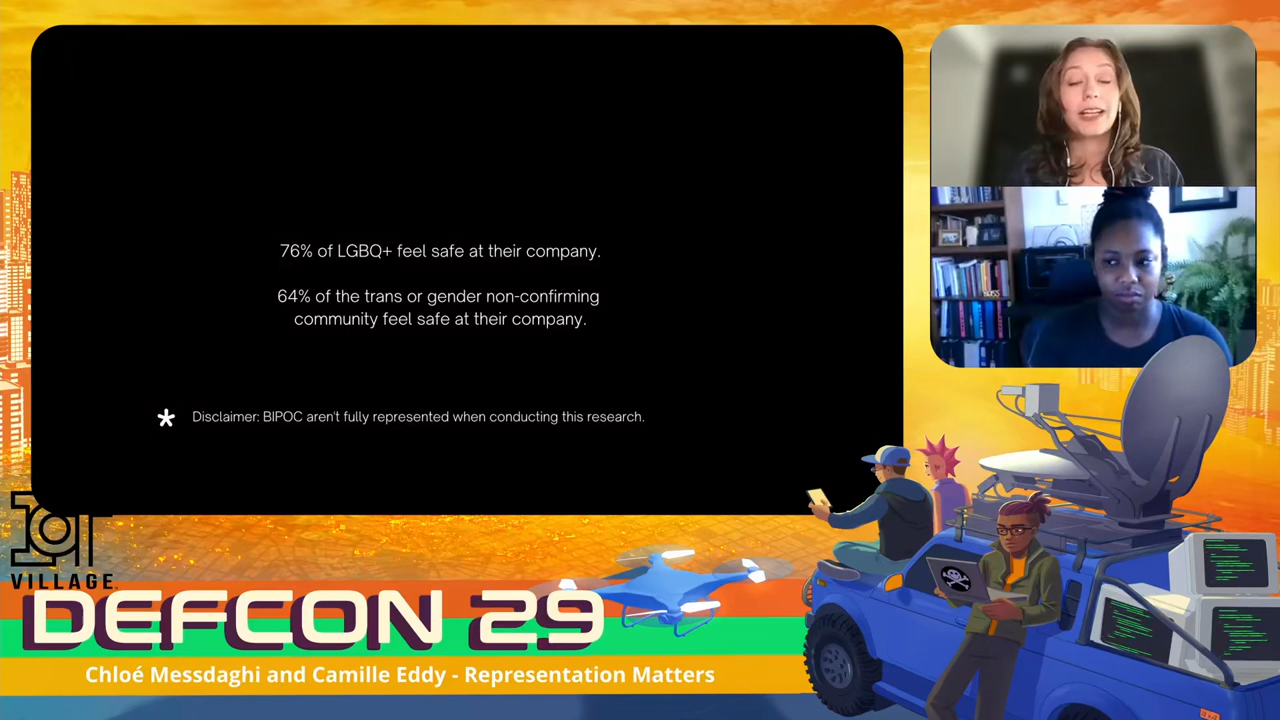 76% of LGBQ+ feel safe at their company.
64% of the trans or gender non-confirming
community feel safe at their company.
* Disclaimer: BIPOC aren't fully represented when conducting this research.
101
VILLAGE
DEFCON 29
Chloé Messdaghi and Camille Eddy - Representation Matters